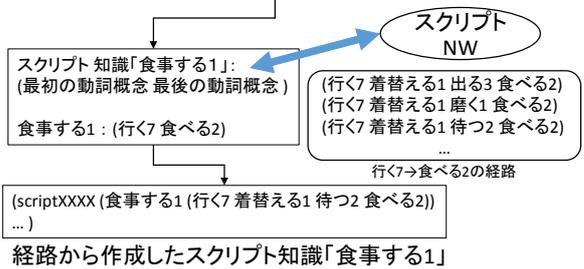 スクリプト
NW
スクリプト 知識「食事する1」:
(最初の動詞概念 最後の動詞概念 )
食事する1 : (行く7 食べる2)
(行く7 着替える1 出る3 食べる2)
(行く7 着替える1 磨く1 食べる2)
(行く7 着替える1 待つ2 食べる2)
...
行く7→食べる2の経路
(scriptXXXX (食事する1 (行く7 着替える1 待つ2 食べる2))
... )
経路から作成したスクリプト知識「食事する1」